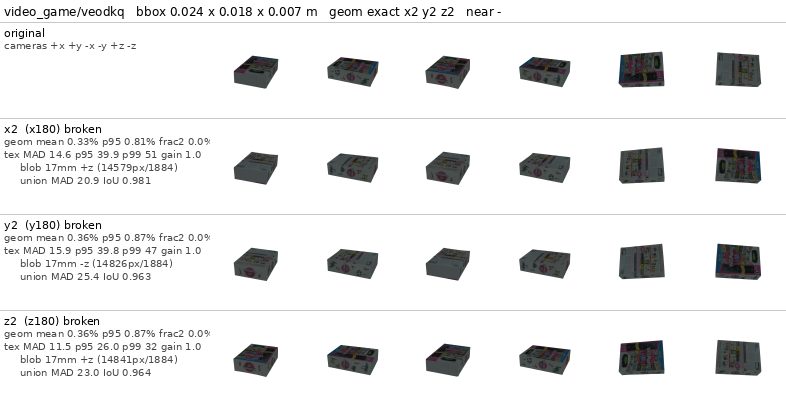 video_game/veodkq bbox 0.024 x 0.018 x 0.007 m geom exact x2 y2 z2 near -
original
cameras +x +y -x -y +z -z
x2 (x180) broken
geom mean 0.33% p95 0.81% frac2 0.0%
tex MAD 14.6 p95 39.9 p99 51 gain 1.0
blob 17mm +z (14579px/1884)
union MAD 20.9 IoU 0.981
y2 (y180) broken
geom mean 0.36% p95 0.87% frac2 0.0%
tex MAD 15.9 p95 39.8 p99 47 gain 1.0
blob 17mm -z (14826px/1884)
union MAD 25.4 IoU 0.963
z2 (z180) broken
geom mean 0.36% p95 0.87% frac2 0.0%
tex MAD 11.5 p95 26.0 p99 32 gain 1.0
blob 17mm +z (14841px/1884)
union MAD 23.0 IoU 0.964